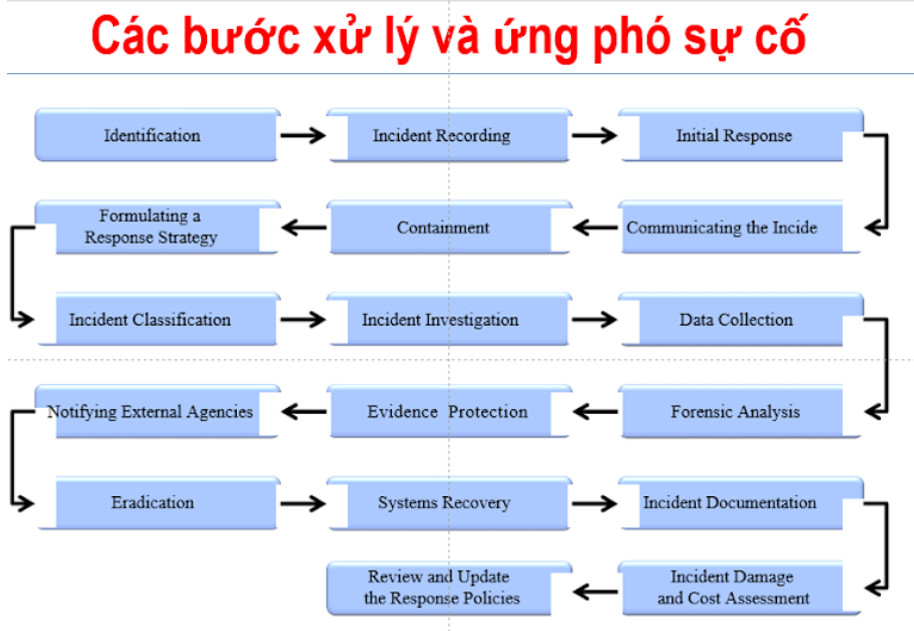 Các bước xử lý và ứng phó sự cố
Identification
Incident Recording
Initial Response
Communicating the Incide
Containment
Formulating a
Response Strategy
Incident Classification
Incident Investigation
Data Collection
Forensic Analysis
Evidence Protection
Notifying External Agencies
Eradication
Systems Recovery
Incident Documentation
Incident Damage
and Cost Assessment
Review and Update
the Response Policies